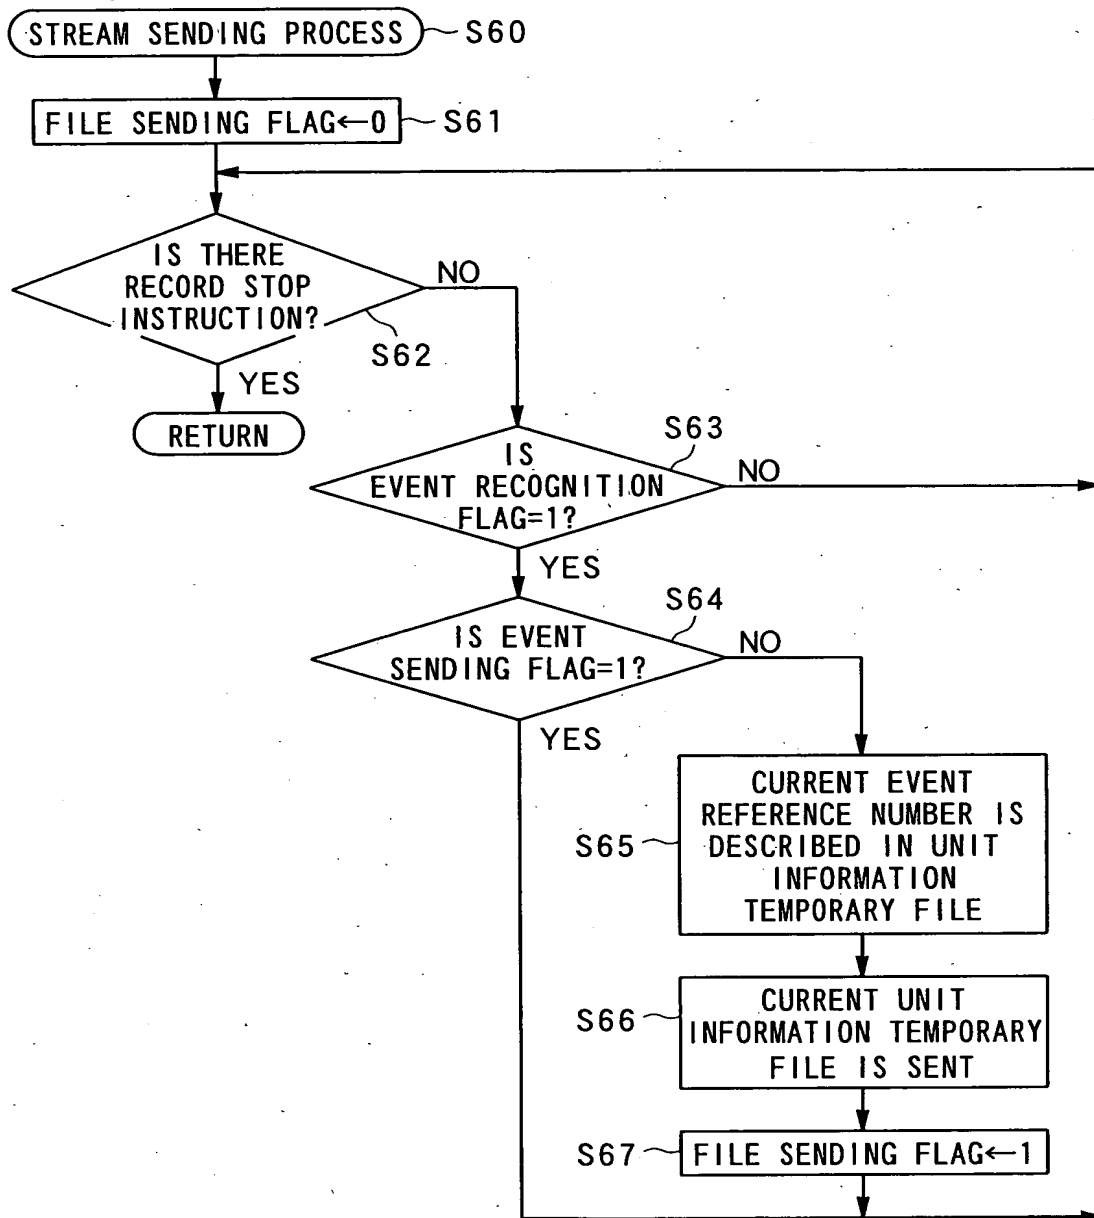 STREAM SENDING PROCESS
S60
FILE SENDING FLAG←0
S61
IS THERE
RECORD STOP
INSTRUCTION?
NO
S62
YES
RETURN
S63
IS
EVENT RECOGNITION
FLAG=1?
NO
YES
S64
IS EVENT
SENDING FLAG=1?
NO
YES
CURRENT EVENT
REFERENCE NUMBER IS
DESCRIBED IN UNIT
INFORMATION
TEMPORARY FILE
S65
CURRENT UNIT
INFORMATION TEMPORARY
FILE IS SENT
S66
S67
FILE SENDING FLAG←1